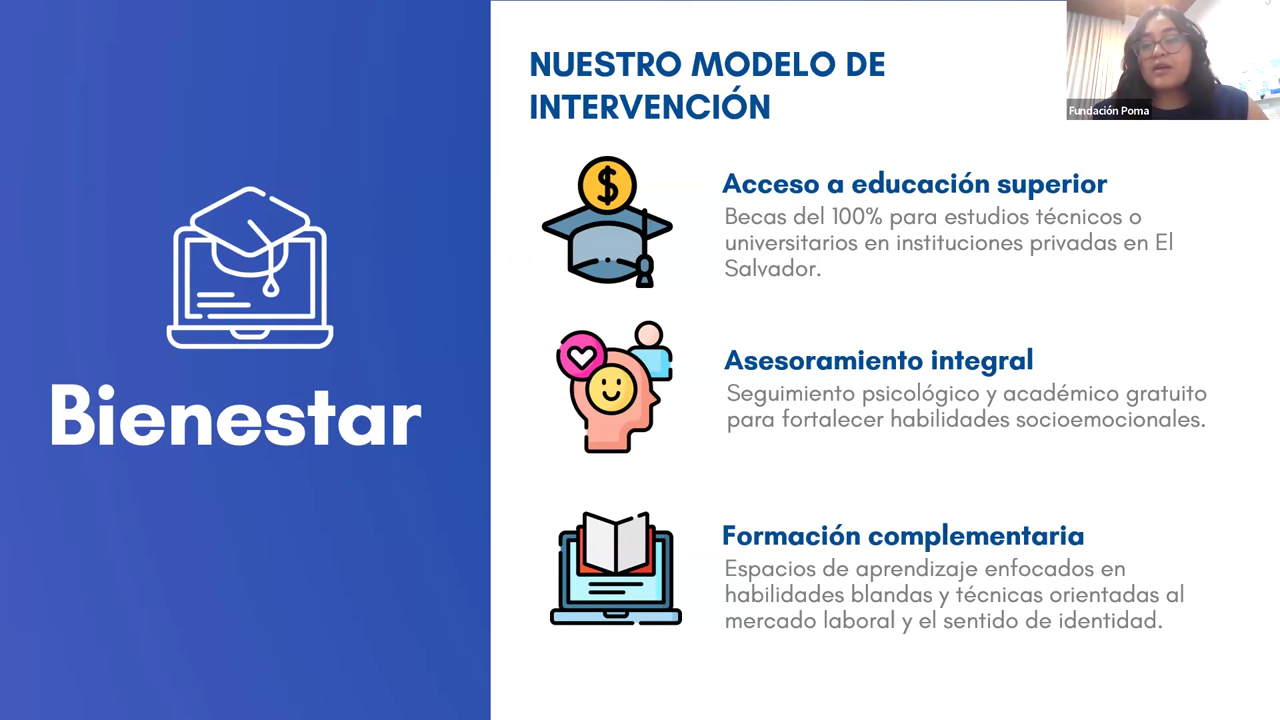 Bienestar
NUESTRO MODELO DE
INTERVENCIÓN
Fundación Poma
$
Acceso a educación superior
Becas del 100% para estudios técnicos o
universitarios en instituciones privadas en El
Salvador.
Asesoramiento integral
Seguimiento psicológico y académico gratuito
para fortalecer habilidades socioemocionales.
Formación complementaria
Espacios de aprendizaje enfocados en
habilidades blandas y técnicas orientadas al
mercado laboral y el sentido de identidad.